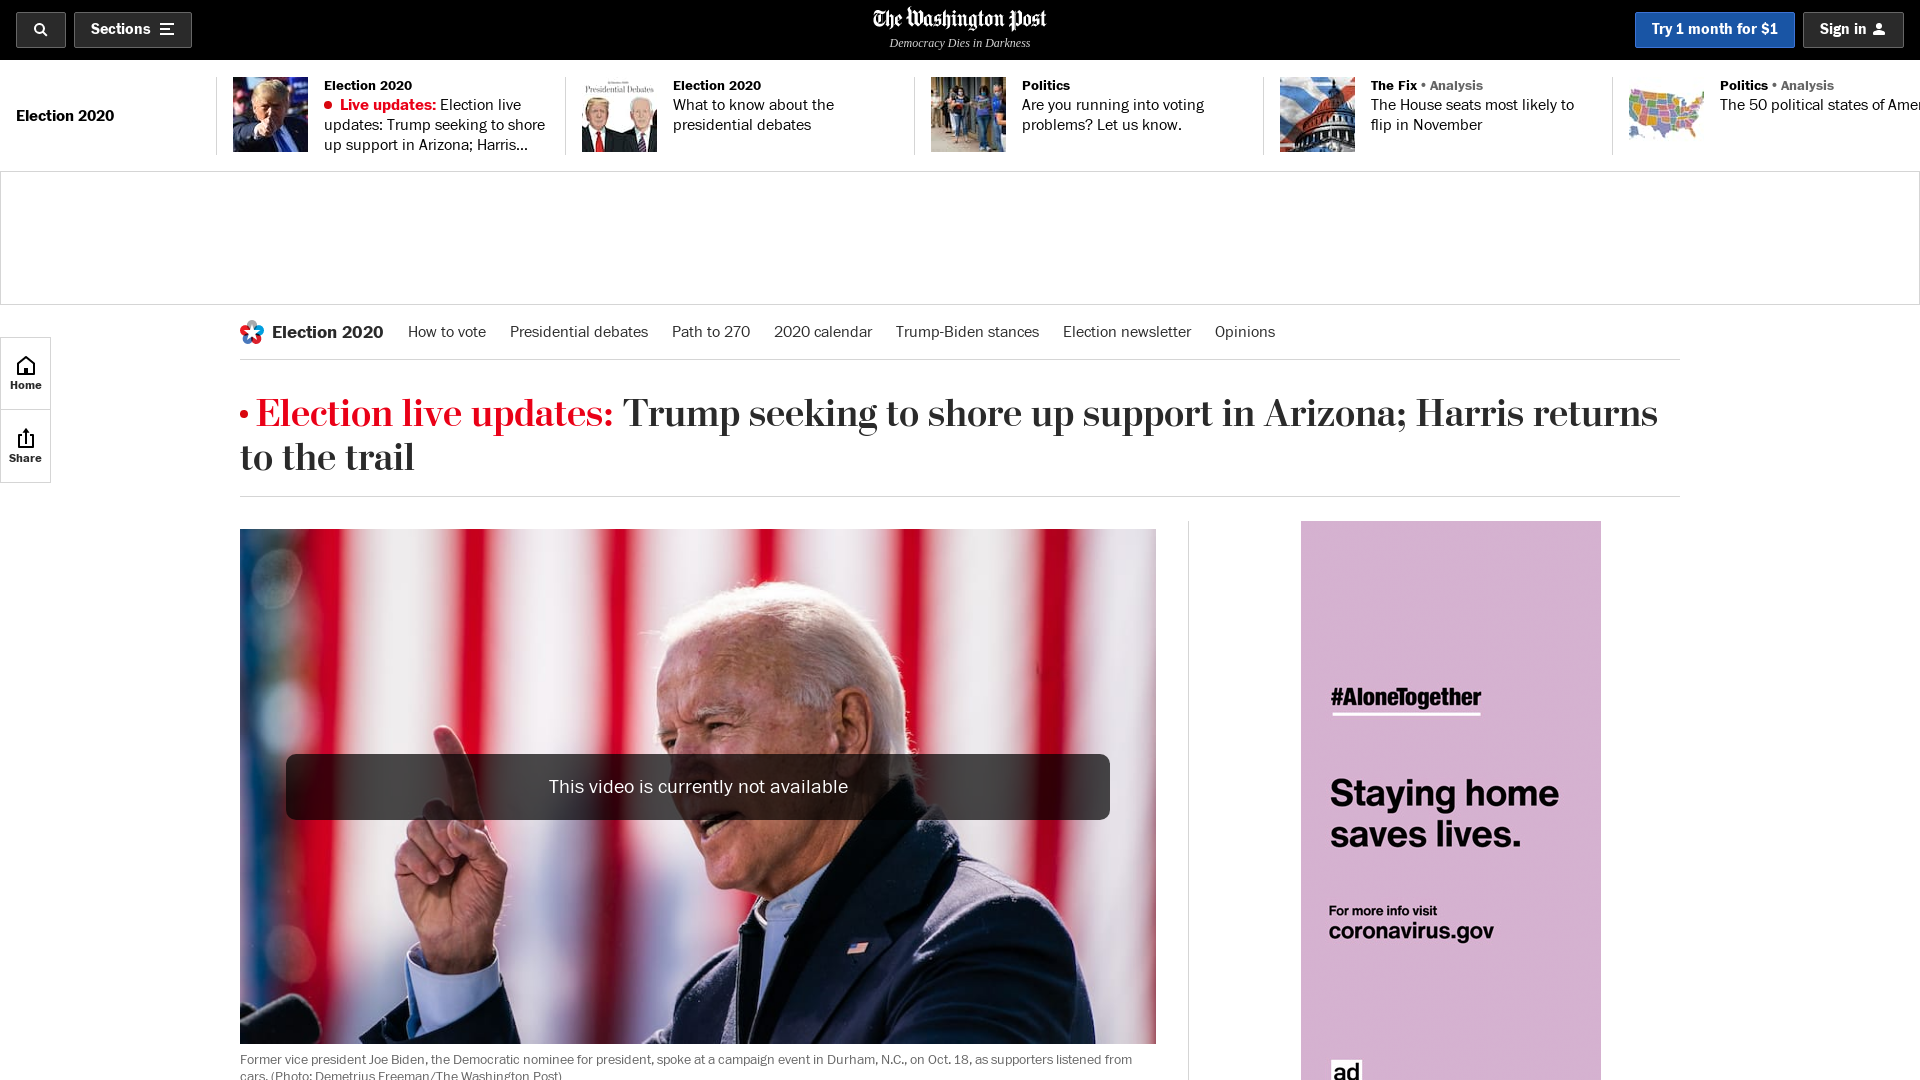 Sections
The Washington Post
Democracy Dies in Darkness
Try 1 month for $1
Sign in
Election 2020
Election 2020
Live updates: Election live
updates: Trump seeking to shore
up support in Arizona; Harris...
Presidential Debates
Election 2020
What to know about the
presidential debates
Politics
Are you running into voting
problems? Let us know.
The Fix • Analysis
The House seats most likely to
flip in November
Politics • Analysis
The 50 political states of Amer
Election 2020
How to vote
Presidential debates
Path to 270
2020 calendar
Trump-Biden stances
Election newsletter
Opinions
Home
Share
• Election live updates: Trump seeking to shore up support in Arizona; Harris returns
to the trail
This video is currently not available
Former vice president Joe Biden, the Democratic nominee for president, spoke at a campaign event in Durham, N.C., on Oct. 18, as supporters listened from
cars. (Photo: Demetrius Freeman/The Washington Post)
#AloneTogether
Staying home
saves lives.
For more info visit
coronavirus.gov
ad